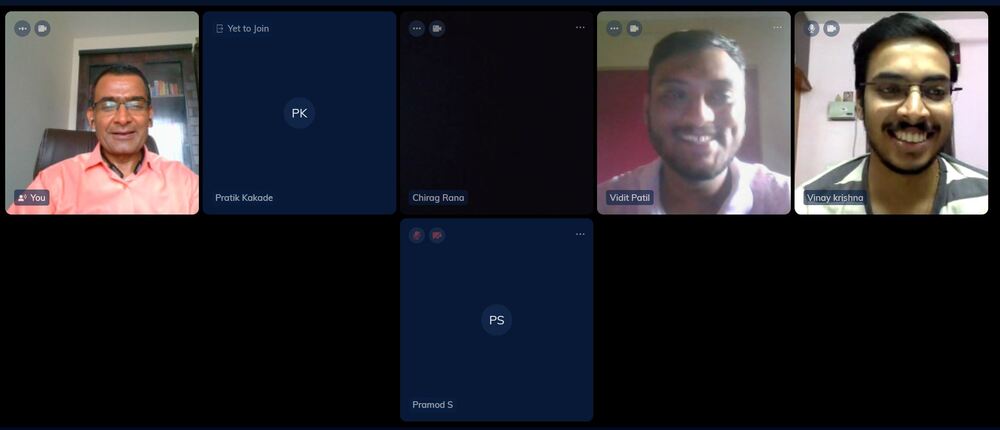 Yet to Join
PK
You
Pratik Kakade
Chirag Rana
Vidit Patil
Vinay krishna
PS
Pramod S